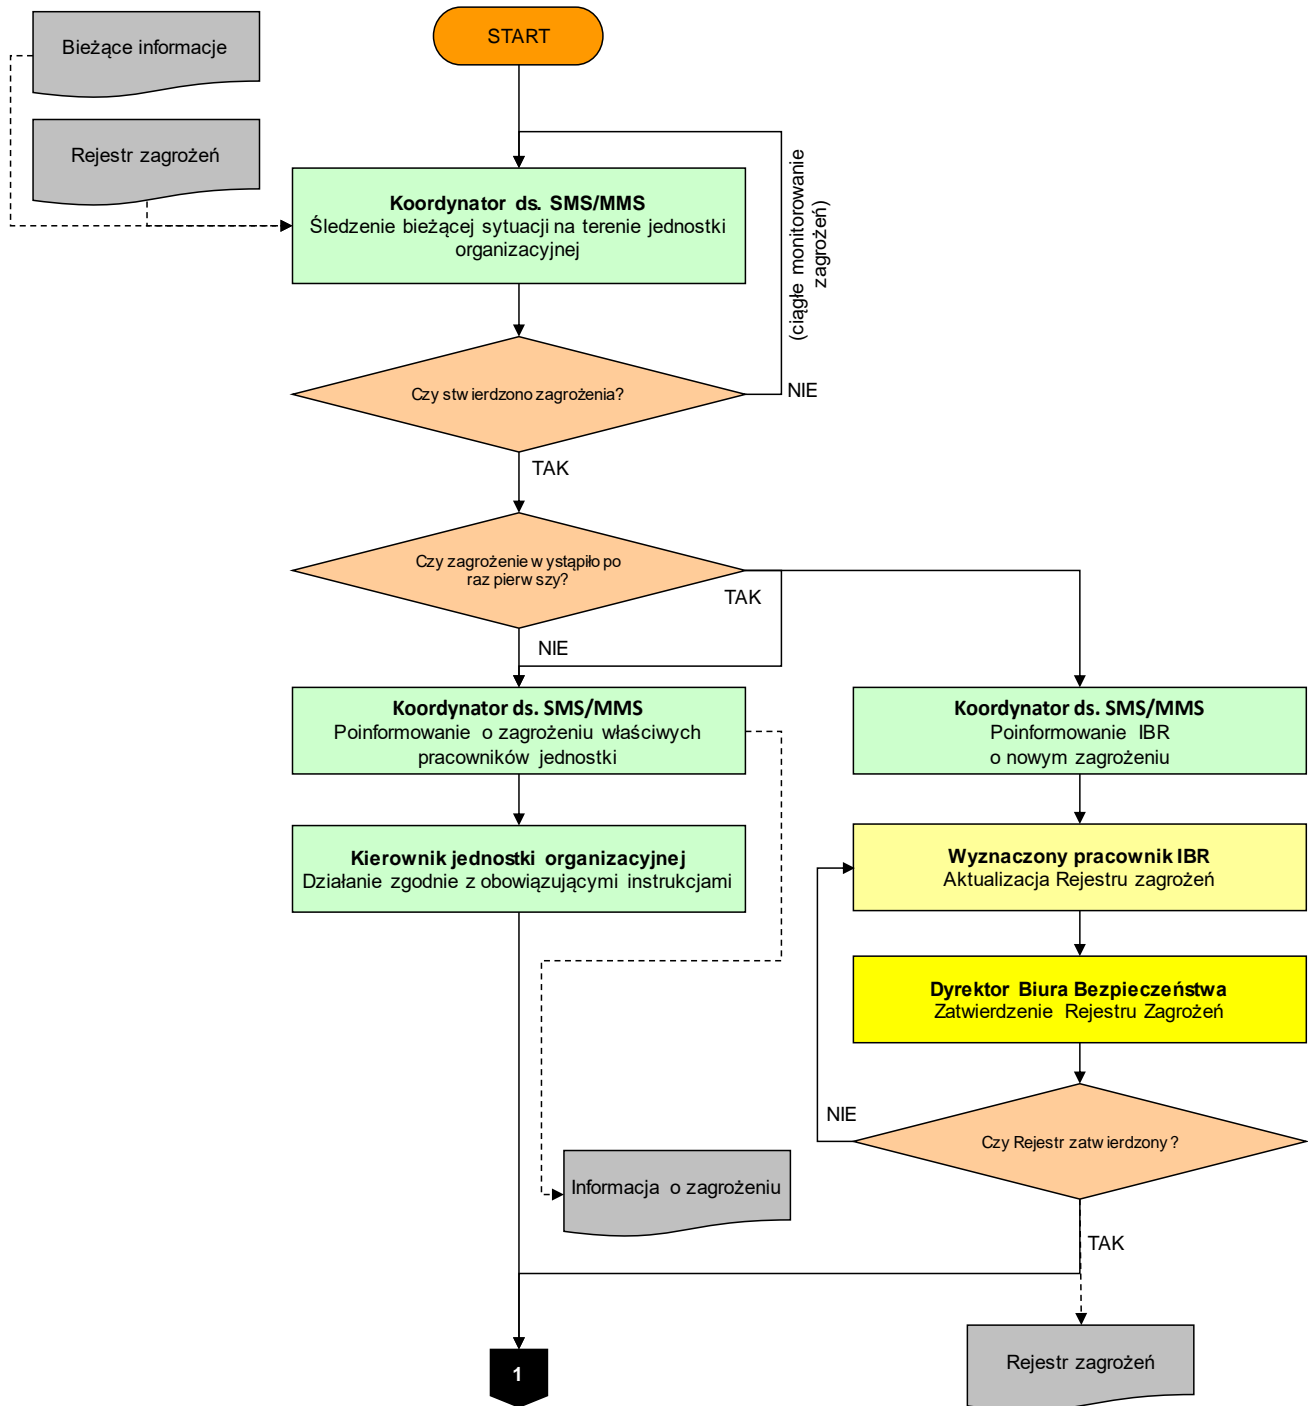 Bieżące informacje
START
Rejestr zagrożeń
Koordynator ds. SMS/MMS
Śledzenie bieżącej sytuacji na terenie jednostki
organizacyjnej
(ciągłe monitorowanie
zagrożeń)
Czy stwierdzono zagrożenia?
NIE
TAK
Czy zagrożenie wystąpiło po
raz pierwszy?
TAK
NIE
Koordynator ds. SMS/MMS
Poinformowanie o zagrożeniu właściwych
pracowników jednostki
Koordynator ds. SMS/MMS
Poinformowanie IBR
o nowym zagrożeniu
Kierownik jednostki organizacyjnej
Działanie zgodnie z obowiązującymi instrukcjami
Wyznaczony pracownik IBR
Aktualizacja Rejestru zagrożeń
Dyrektor Biura Bezpieczeństwa
Zatwierdzenie Rejestru Zagrożeń
NIE
Czy Rejestr zatwierdzony?
Informacja o zagrożeniu
TAK
1
Rejestr zagrożeń